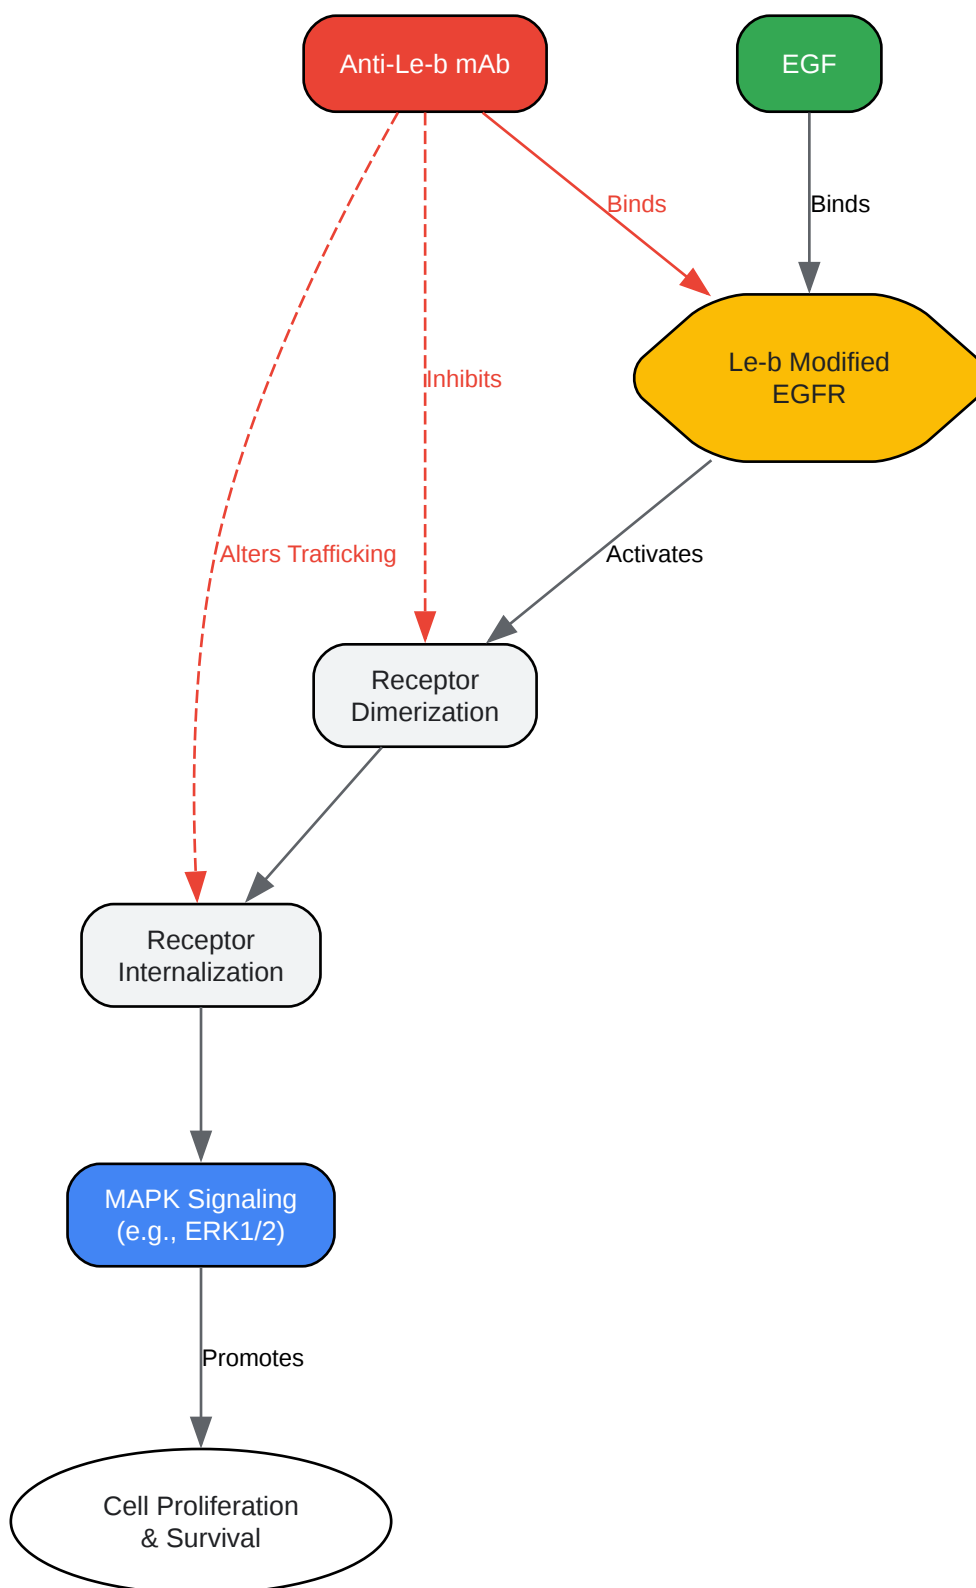 Anti-Le-b mAb
EGF
Binds
Binds
Le-b Modified
EGFR
Inhibits
Alters Trafficking
Activates
Receptor
Dimerization
Receptor
Internalization
MAPK Signaling
(e.g., ERK1/2)
Promotes
Cell Proliferation
& Survival